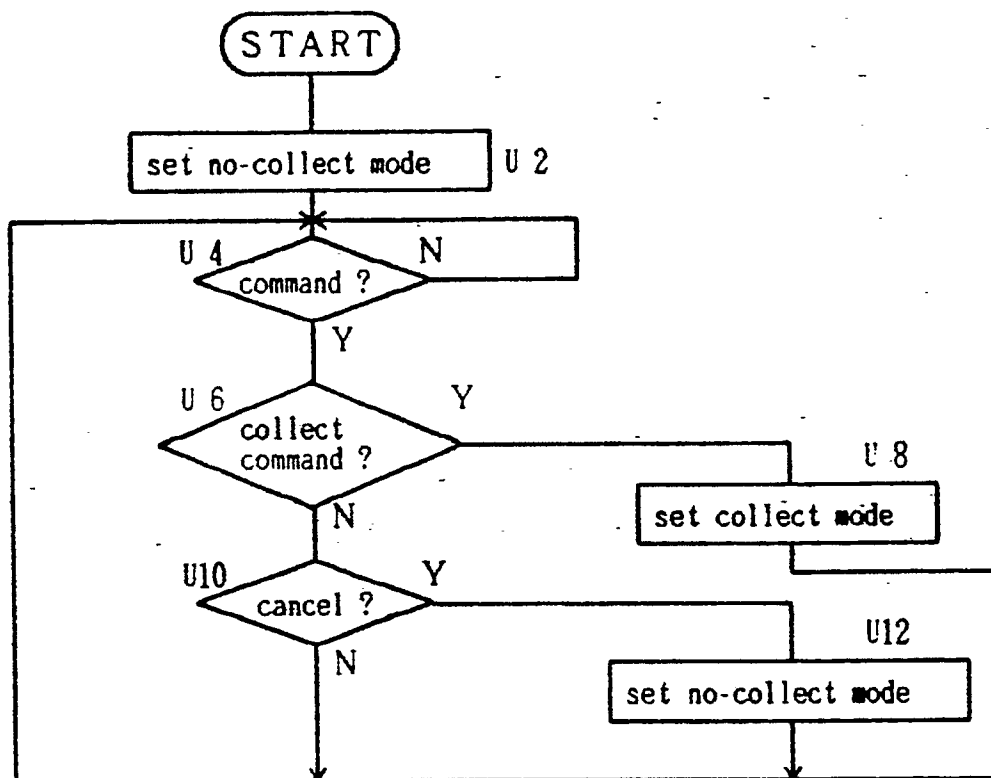 START
set no-collect mode
U 2
U 4
N
command ?
Y
U 6
Y
collect
command ?
U 8
N
set collect mode
U10
Y
cancel ?
U12
N
set no-collect mode